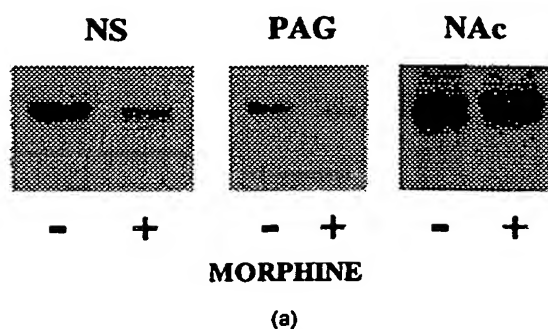 NS PAG NAc
- + - + - +
MORPHINE
(a)